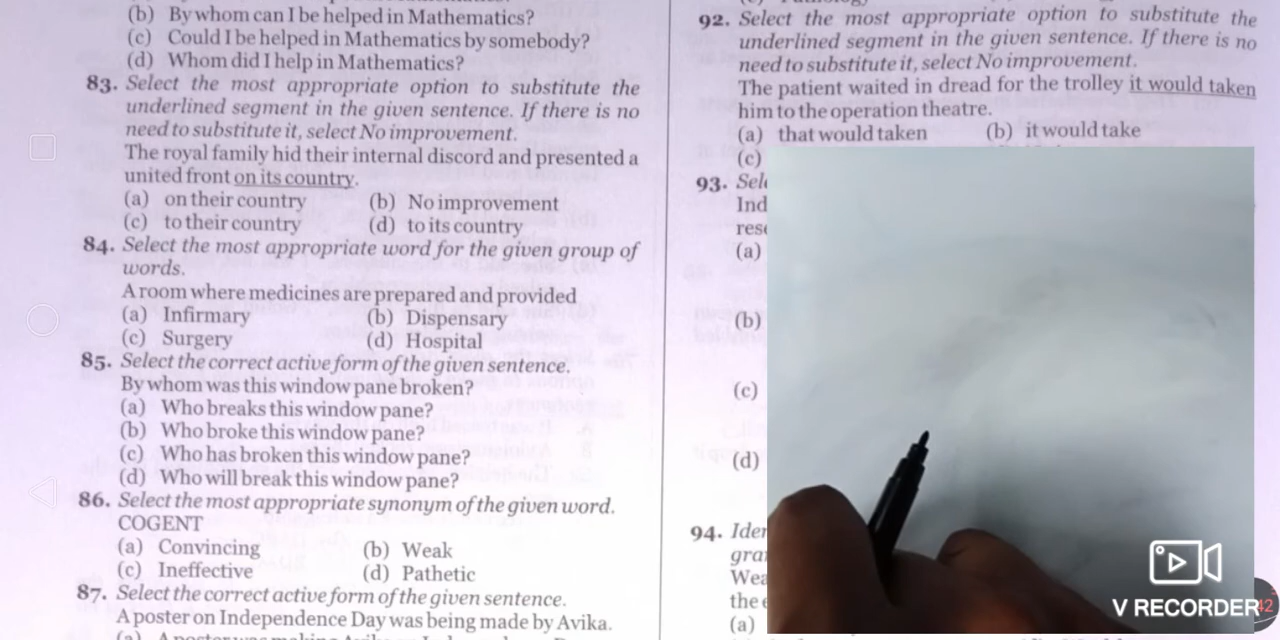 (b) By whom can I be helped in Mathematics?
(c) Could I be helped in Mathematics by somebody?
(d) Whom did I help in Mathematics?
83. Select the most appropriate option to substitute the
underlined segment in the given sentence. If there is no
need to substitute it, select No improvement.
The royal family hid their internal discord and presented a
united front on its country.
(a) on their country (b) No improvement
(c) to their country (d) to its country
84. Select the most appropriate word for the given group of
words.
A room where medicines are prepared and provided
(a) Infirmary (b) Dispensary
(c) Surgery (d) Hospital
85. Select the correct active form of the given sentence.
By whom was this window pane broken?
(a) Who breaks this window pane?
(b) Who broke this window pane?
(c) Who has broken this window pane?
(d) Who will break this window pane?
86. Select the most appropriate synonym of the given word.
COGENT
(a) Convincing (b) Weak
(c) Ineffective (d) Pathetic
87. Select the correct active form of the given sentence.
A poster on Independence Day was being made by Avika.
92. Select the most appropriate option to substitute the
underlined segment in the given sentence. If there is no
need to substitute it, select No improvement.
The patient waited in dread for the trolley it would taken
him to the operation theatre.
(a) that would taken (b) it would take
(c)
93. Sel
Ind
res
(a)
(b)
(c)
(d)
94. Iden
gra
Wea
the
(a)
V RECORDER
42